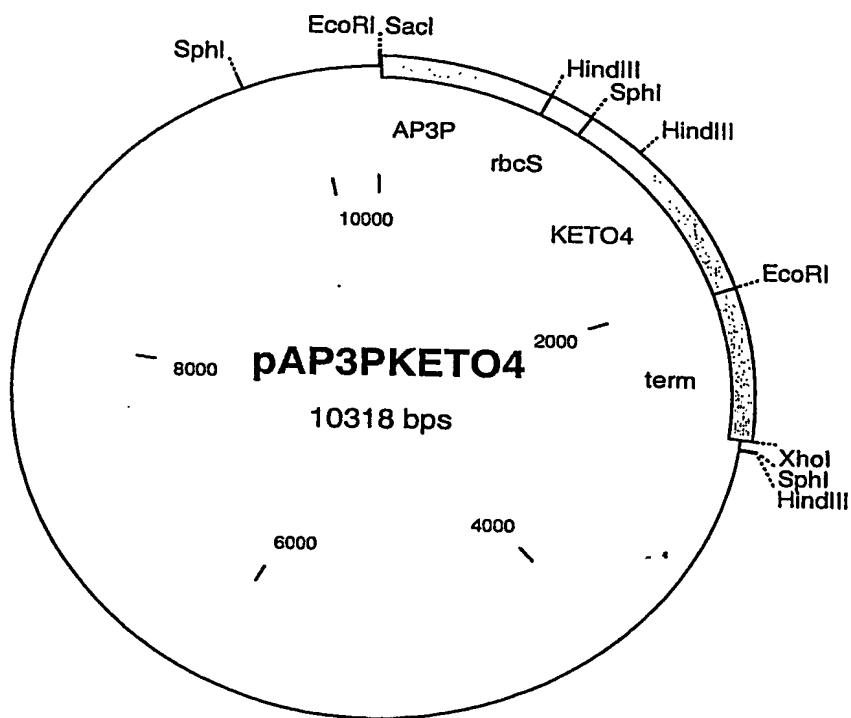 EcoRI SacI
SphI
HindIII
SphI
HindIII
AP3P
rbcS
10000
KETO4
EcoRI
2000
8000
pAP3PKETO4
term
10318 bps
XhoI
SphI
HindIII
4000
6000